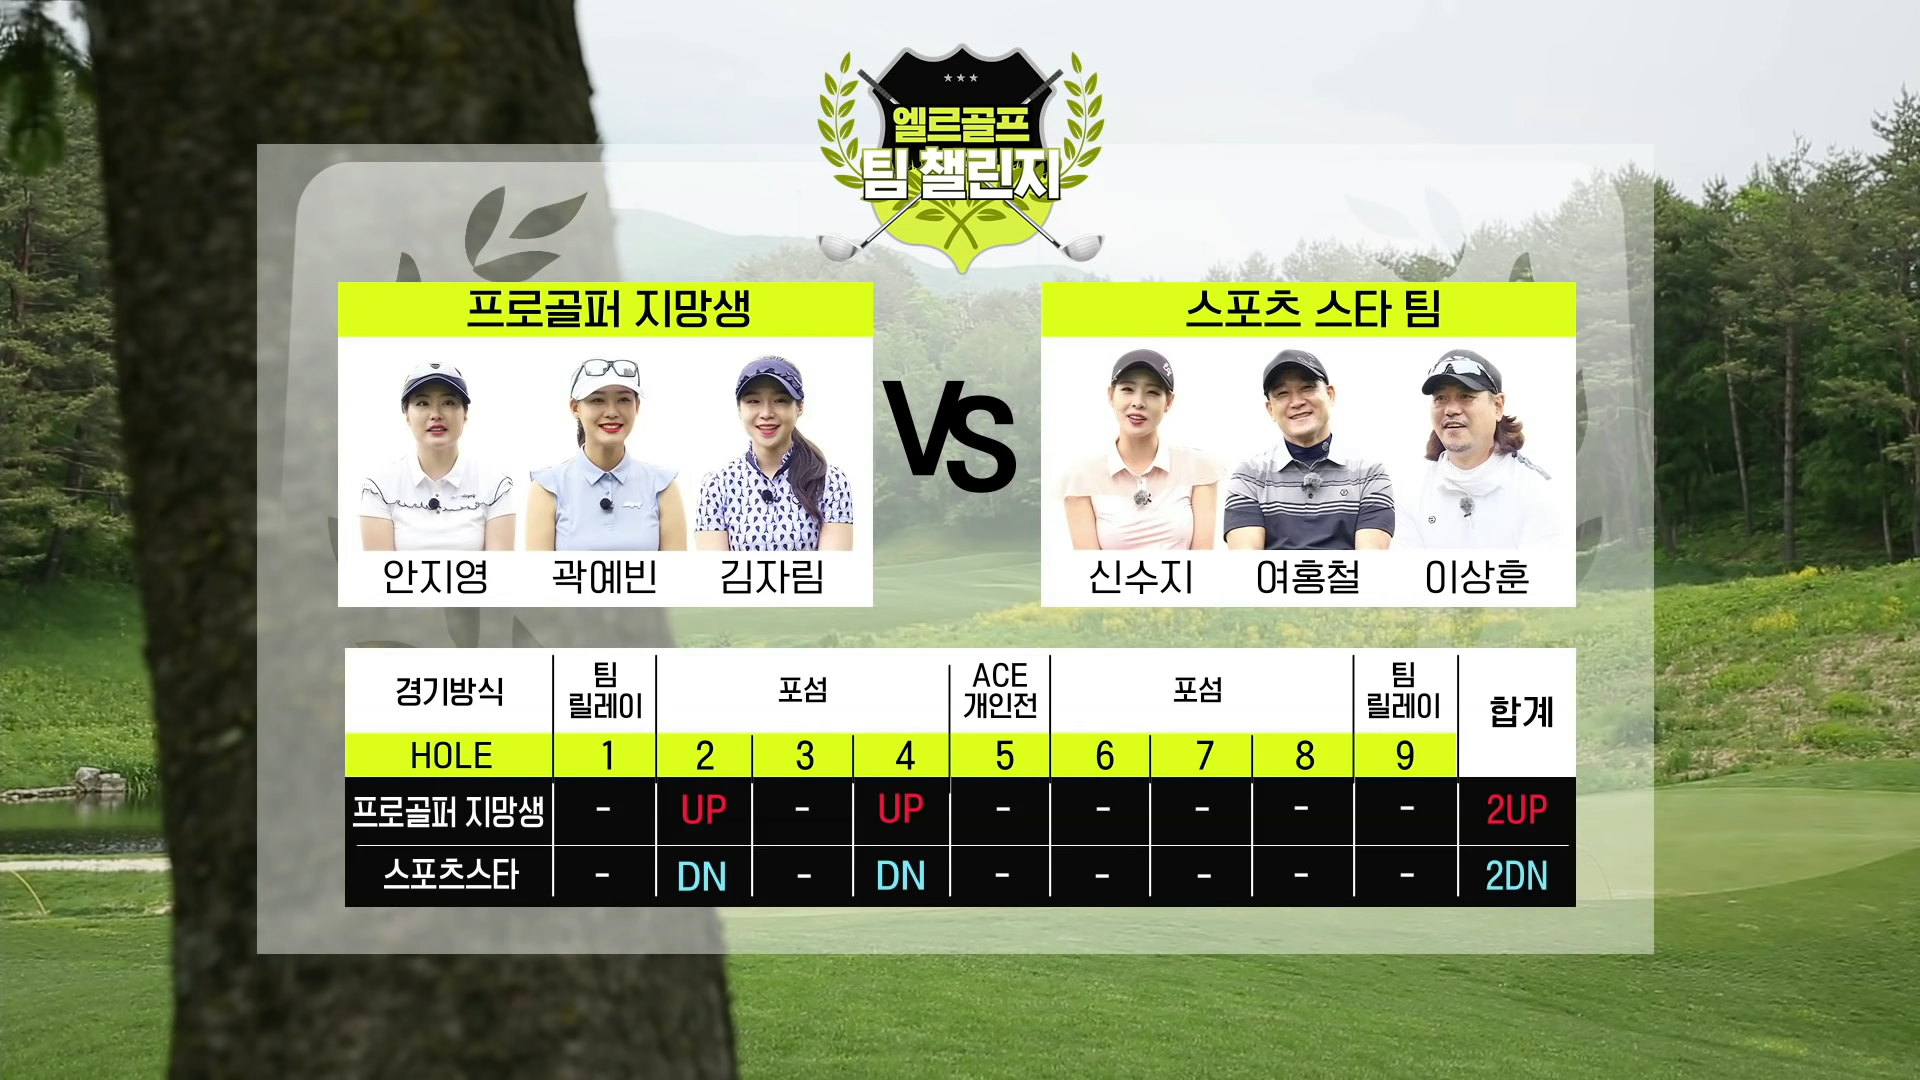 엘르골프
팀 챌린지
프로골퍼 지망생
안지영 곽예빈 김자림
VS
스포츠 스타 팀
신수지 여홍철 이상훈
경기방식 팀 릴레이 포섬 ACE 개인전 포섬 팀 릴레이 합계
HOLE 1 2 3 4 5 6 7 8 9
프로골퍼 지망생 - UP - UP - - - - - 2UP
스포츠스타 - DN - DN - - - - - 2DN